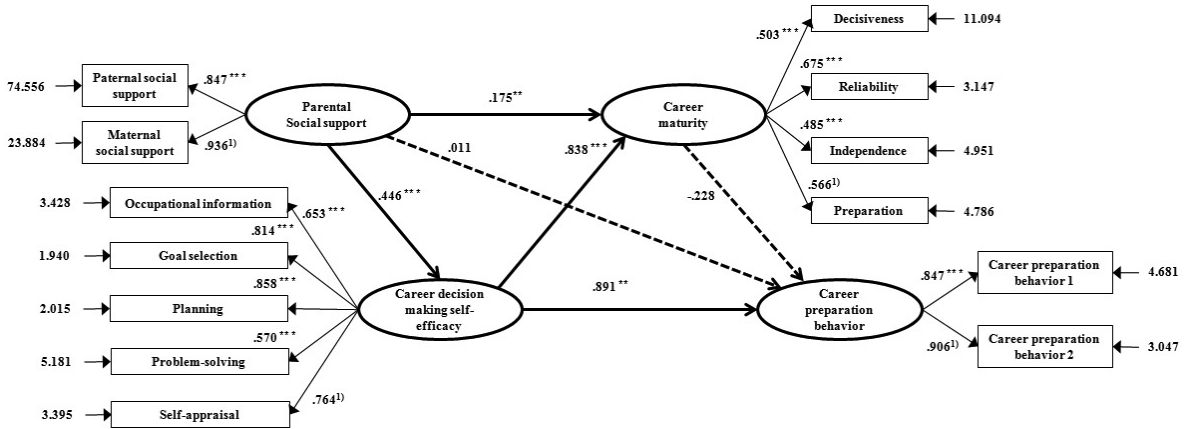 Decisiveness
11.094
.503***
Paternal social
support
74.556
.847***
.675***
Reliability
3.147
Parental
Social support
.175**
Career
maturity
Maternal
social support
23.884
.936¹⁾
.485***
Independence
4.951
.011
.838***
.566¹⁾
Preparation
4.786
.446***
-.228
3.428
Occupational information
.653***
.814***
1.940
Goal selection
.858***
2.015
Planning
Career decision
making self-
efficacy
.891**
Career
preparation
behavior
.847***
Career preparation
behavior 1
4.681
.570***
5.181
Problem-solving
.906¹⁾
Career preparation
behavior 2
3.047
.764¹⁾
3.395
Self-appraisal